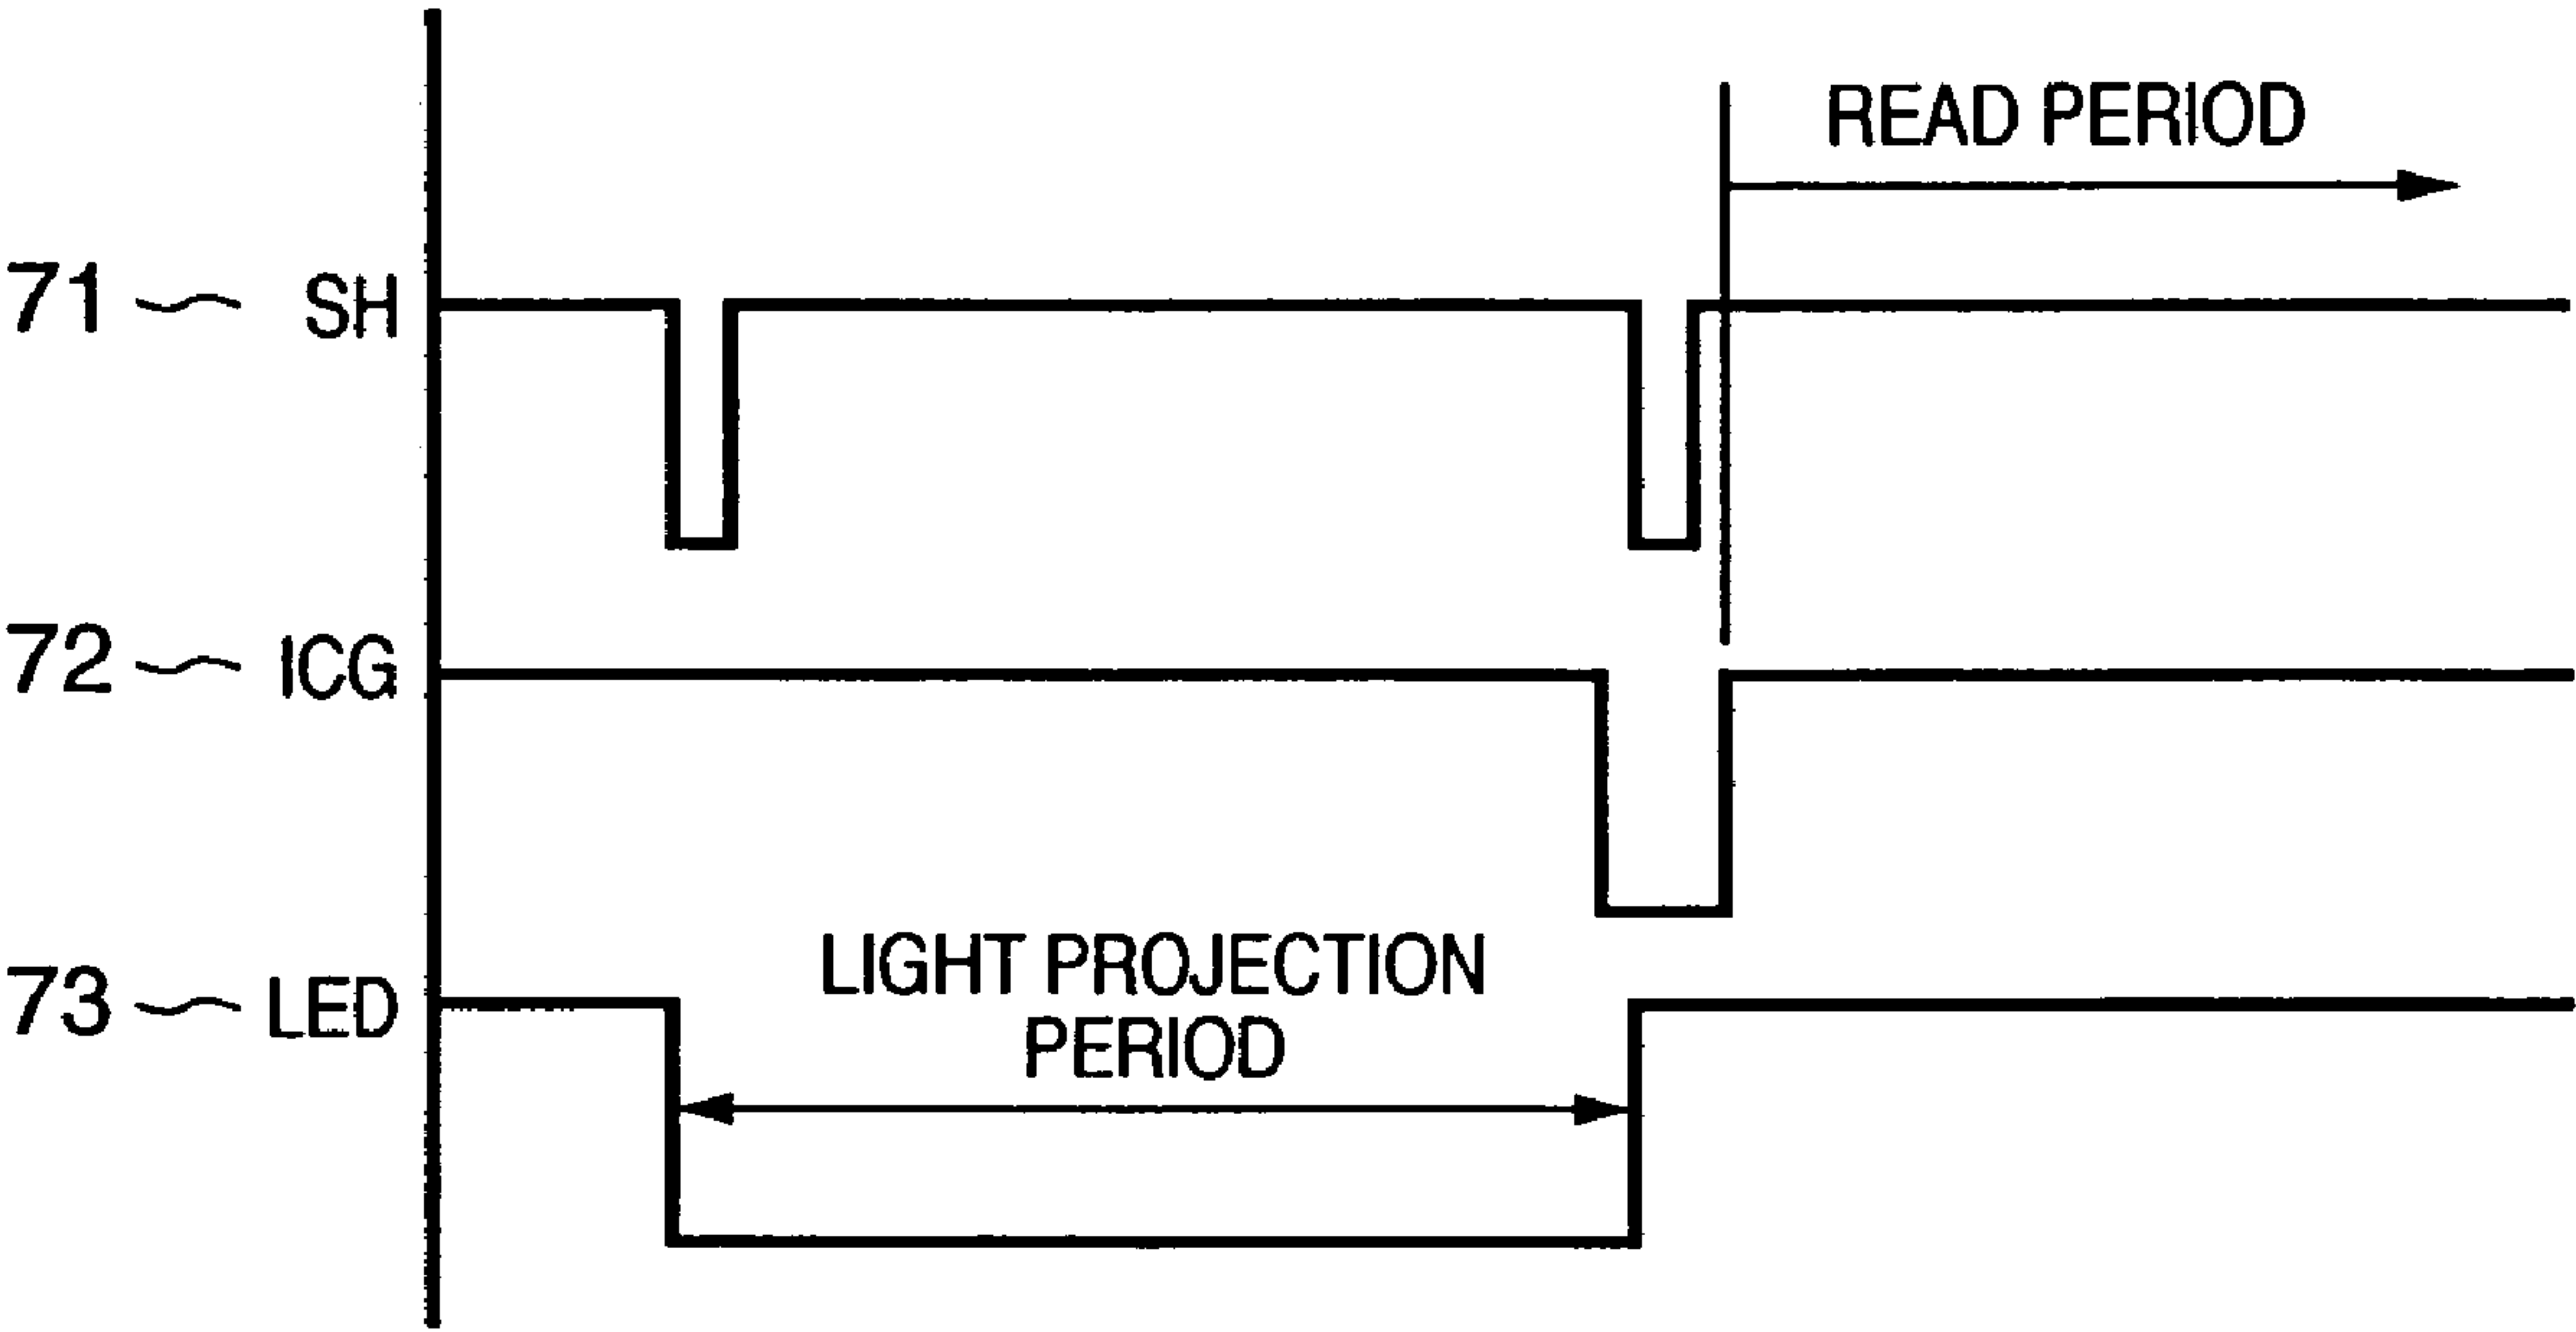 READ PERIOD
71 SH
72 ICG
LIGHT PROJECTION
PERIOD
73 LED